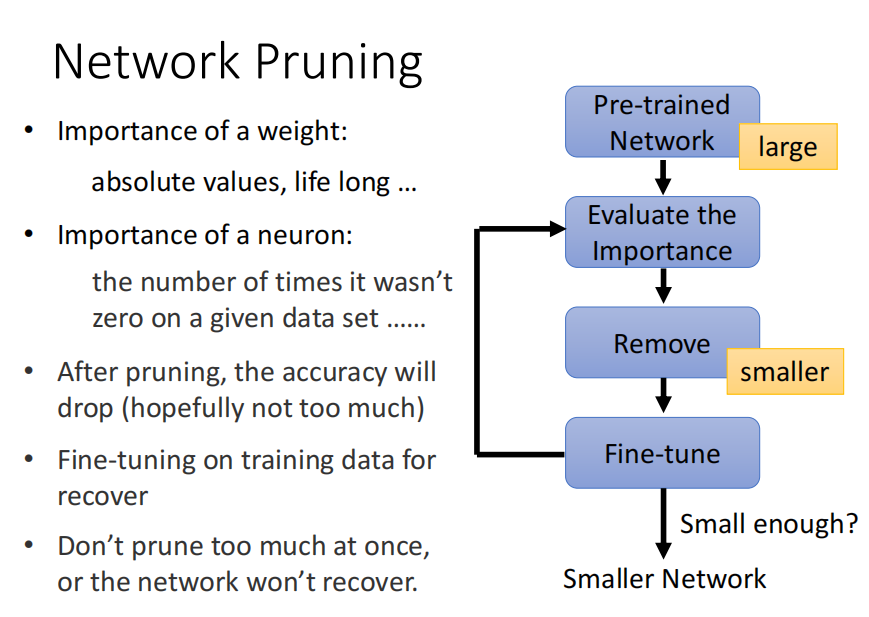 Network Pruning
• Importance of a weight:
absolute values, life long …
• Importance of a neuron:
the number of times it wasn’t
zero on a given data set ……
• After pruning, the accuracy will
drop (hopefully not too much)
• Fine-tuning on training data for
recover
• Don’t prune too much at once,
or the network won’t recover.
Pre-trained
Network
large
Evaluate the
Importance
Remove
smaller
Fine-tune
Small enough?
Smaller Network